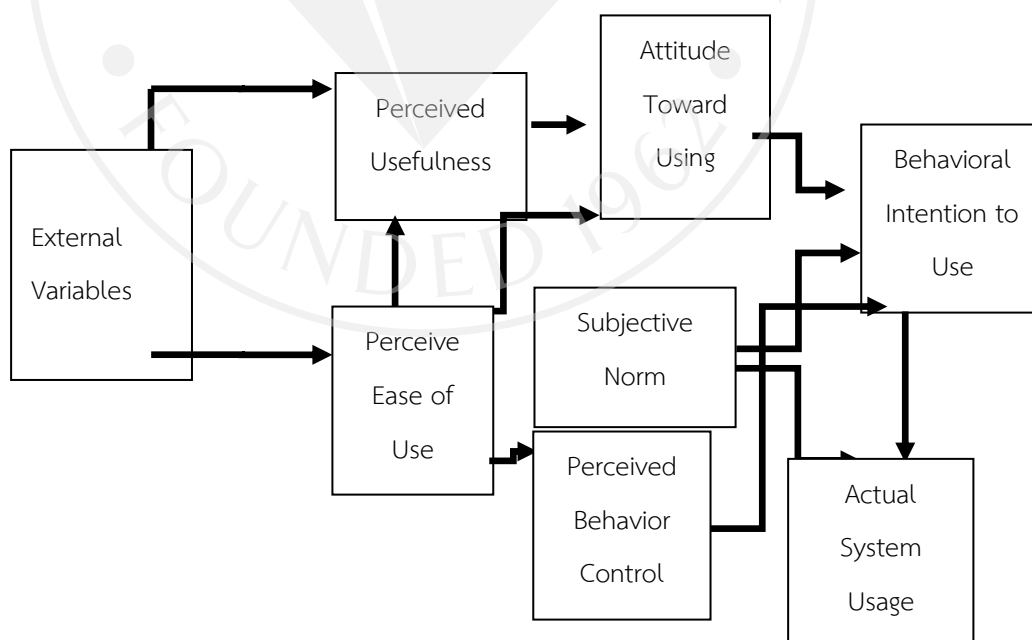 External
Variables
Perceived
Usefulness
Perceive
Ease of
Use
Attitude
Toward
Using
Subjective
Norm
Perceived
Behavior
Control
Behavioral
Intention to
Use
Actual
System
Usage
FOUNDED 1962